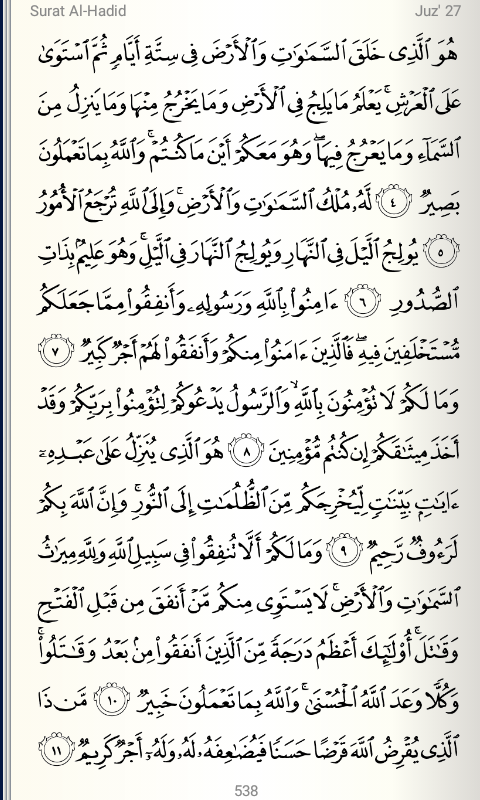 Surat Al-Hadid Juz' 27
هُوَ ٱلَّذِى خَلَقَ ٱلسَّمَـٰوَٰتِ وَٱلْأَرْضَ فِى سِتَّةِ أَيَّامٍ ثُمَّ ٱسْتَوَىٰ
عَلَى ٱلْعَرْشِ ۚ يَعْلَمُ مَا يَلِجُ فِى ٱلْأَرْضِ وَمَا يَخْرُجُ مِنْهَا وَمَا يَنزِلُ مِنَ
ٱلسَّمَآءِ وَمَا يَعْرُجُ فِيهَا ۖ وَهُوَ مَعَكُمْ أَيْنَ مَا كُنتُمْ ۚ وَٱللَّهُ بِمَا تَعْمَلُونَ
بَصِيرٌ ٤ لَّهُۥ مُلْكُ ٱلسَّمَـٰوَٰتِ وَٱلْأَرْضِ ۚ وَإِلَى ٱللَّهِ تُرْجَعُ ٱلْأُمُورُ
٥ يُولِجُ ٱلَّيْلَ فِى ٱلنَّهَارِ وَيُولِجُ ٱلنَّهَارَ فِى ٱلَّيْلِ ۚ وَهُوَ عَلِيمٌۢ بِذَاتِ
ٱلصُّدُورِ ٦ ءَامِنُوا۟ بِٱللَّهِ وَرَسُولِهِۦ وَأَنفِقُوا۟ مِمَّا جَعَلَكُم
مُّسْتَخْلَفِينَ فِيهِ ۖ فَٱلَّذِينَ ءَامَنُوا۟ مِنكُمْ وَأَنفَقُوا۟ لَهُمْ أَجْرٌ كَبِيرٌ ٧
وَمَا لَكُمْ لَا تُؤْمِنُونَ بِٱللَّهِ ۙ وَٱلرَّسُولُ يَدْعُوكُمْ لِتُؤْمِنُوا۟ بِرَبِّكُمْ وَقَدْ
أَخَذَ مِيثَـٰقَكُمْ إِن كُنتُم مُّؤْمِنِينَ ٨ هُوَ ٱلَّذِى يُنَزِّلُ عَلَىٰ عَبْدِهِۦٓ
ءَايَـٰتٍۭ بَيِّنَـٰتٍ لِّيُخْرِجَكُم مِّنَ ٱلظُّلُمَـٰتِ إِلَى ٱلنُّورِ ۚ وَإِنَّ ٱللَّهَ بِكُمْ
لَرَءُوفٌ رَّحِيمٌ ٩ وَمَا لَكُمْ أَلَّا تُنفِقُوا۟ فِى سَبِيلِ ٱللَّهِ وَلِلَّهِ مِيرَٰثُ
ٱلسَّمَـٰوَٰتِ وَٱلْأَرْضِ ۚ لَا يَسْتَوِى مِنكُم مَّنْ أَنفَقَ مِن قَبْلِ ٱلْفَتْحِ
وَقَـٰتَلَ ۚ أُو۟لَـٰٓئِكَ أَعْظَمُ دَرَجَةً مِّنَ ٱلَّذِينَ أَنفَقُوا۟ مِنۢ بَعْدُ وَقَـٰتَلُوا۟ ۚ
وَكُلًّا وَعَدَ ٱللَّهُ ٱلْحُسْنَىٰ ۚ وَٱللَّهُ بِمَا تَعْمَلُونَ خَبِيرٌ ١٠ مَّن ذَا
ٱلَّذِى يُقْرِضُ ٱللَّهَ قَرْضًا حَسَنًا فَيُضَـٰعِفَهُۥ لَهُۥ وَلَهُۥٓ أَجْرٌ كَرِيمٌ ١١
538